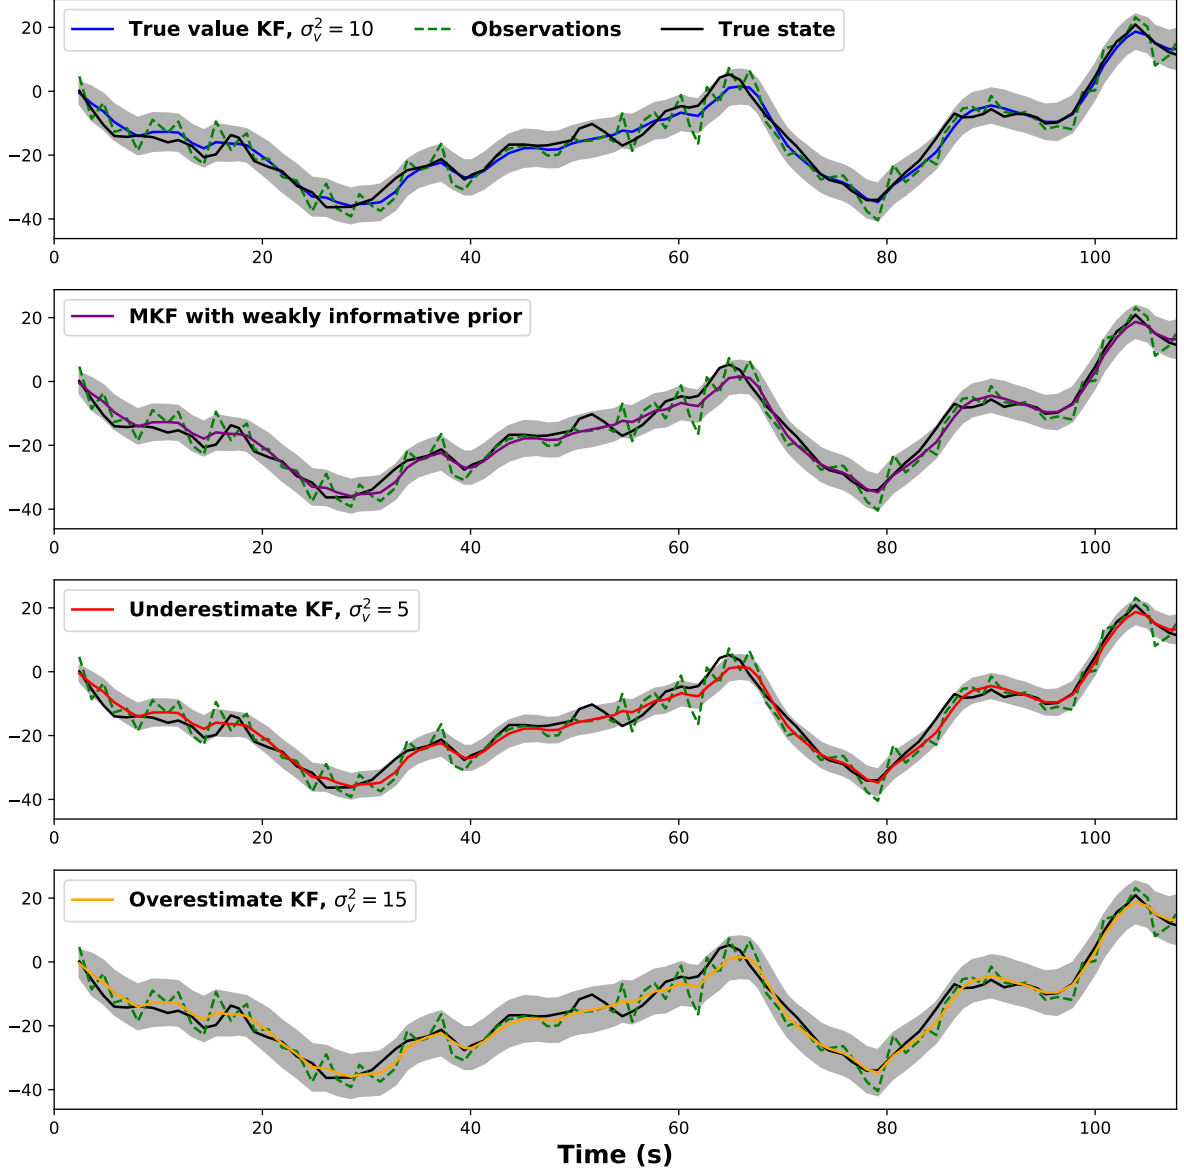 True value KF, σ_v^2 = 10 Observations True state
20
0
−20
−40
0 20 40 60 80 100
MKF with weakly informative prior
20
0
−20
−40
0 20 40 60 80 100
Underestimate KF, σ_v^2 = 5
20
0
−20
−40
0 20 40 60 80 100
Overestimate KF, σ_v^2 = 15
20
0
−20
−40
0 20 40 60 80 100
Time (s)